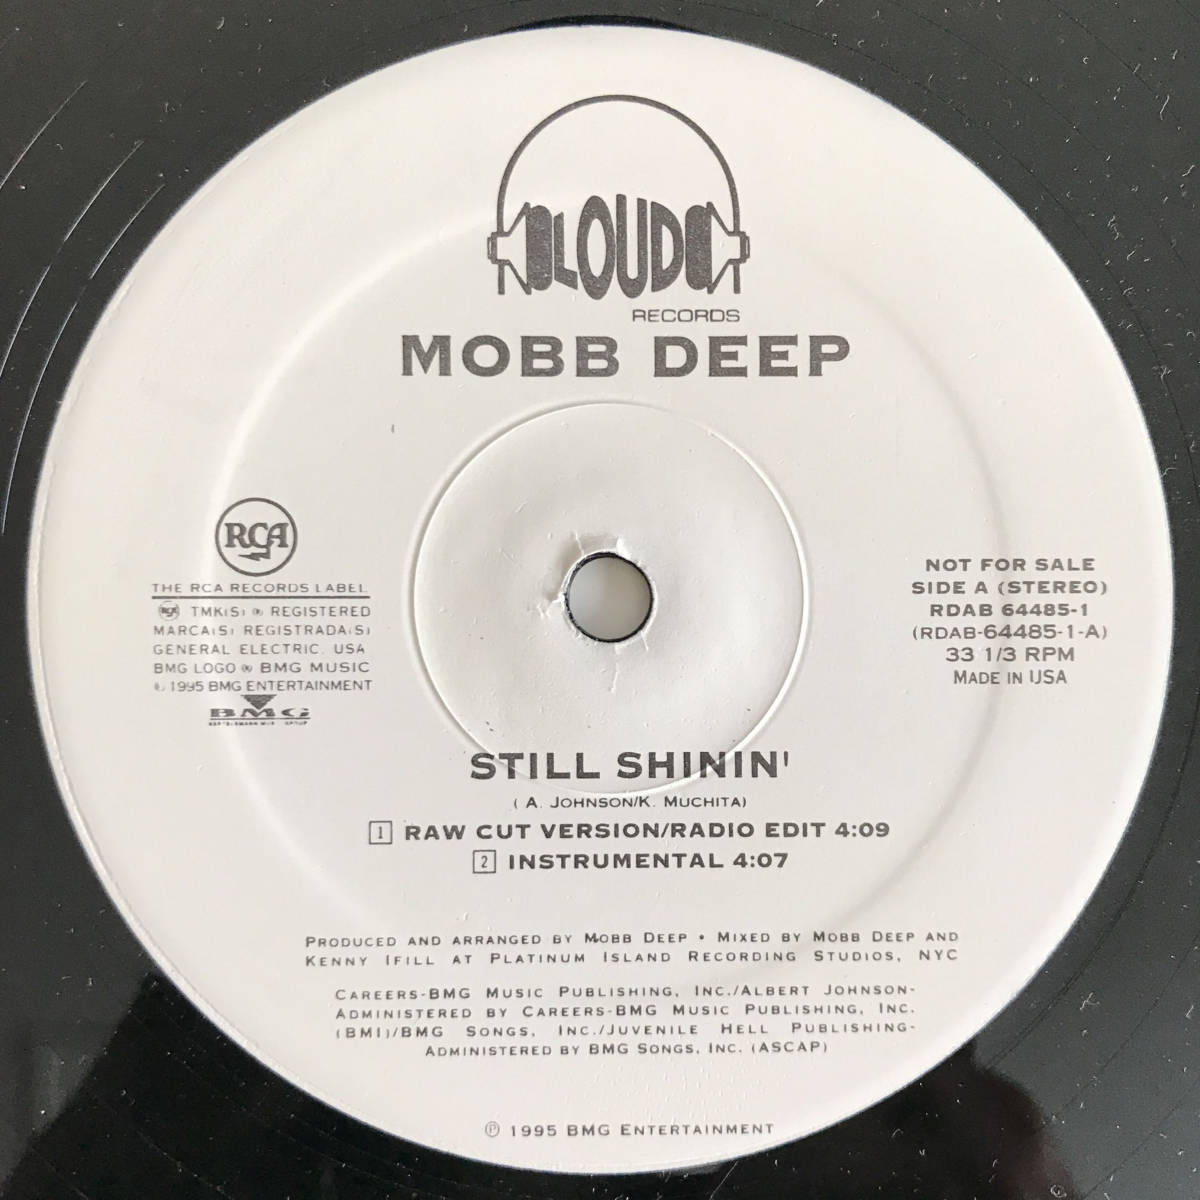 LOUD
RECORDS
MOBB DEEP
RCA
THE RCA RECORDS LABEL
TMK(S) ® REGISTERED
MARCA(S) REGISTRADA(S)
GENERAL ELECTRIC, USA
BMG LOGO ® BMG MUSIC
© 1995 BMG ENTERTAINMENT
BMG
NOT FOR SALE
SIDE A (STEREO)
RDAB 64485-1
(RDAB-64485-1-A)
33 1/3 RPM
MADE IN USA
STILL SHININ'
( A. JOHNSON/K. MUCHITA)
1 RAW CUT VERSION/RADIO EDIT 4:09
2 INSTRUMENTAL 4:07
PRODUCED AND ARRANGED BY MOBB DEEP • MIXED BY MOBB DEEP AND
KENNY IFILL AT PLATINUM ISLAND RECORDING STUDIOS, NYC
CAREERS-BMG MUSIC PUBLISHING, INC./ALBERT JOHNSON-
ADMINISTERED BY CAREERS-BMG MUSIC PUBLISHING, INC.
(BMI)/BMG SONGS, INC./JUVENILE HELL PUBLISHING-
ADMINISTERED BY BMG SONGS, INC. (ASCAP)
℗ 1995 BMG ENTERTAINMENT